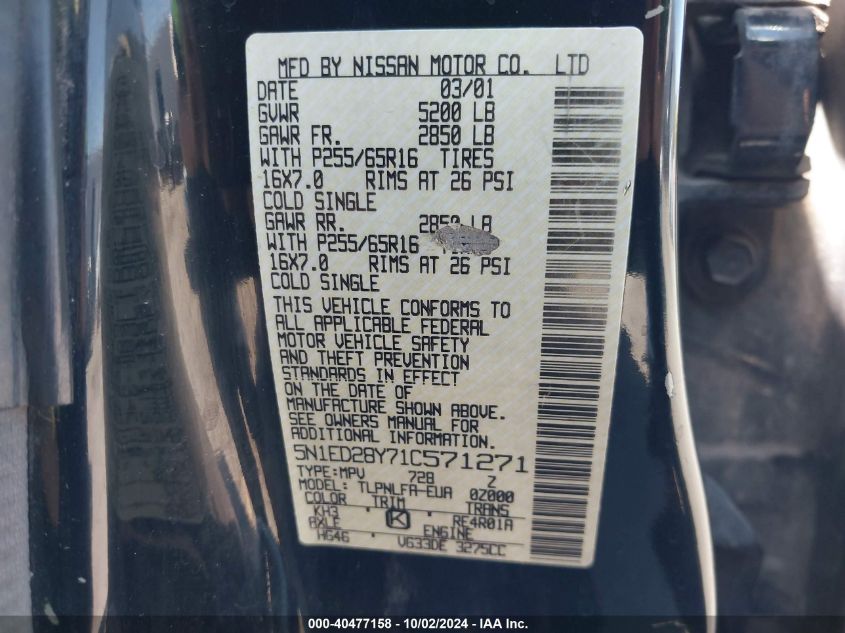 MFD BY NISSAN MOTOR CO. LTD
DATE 03/01
GVWR 5200 LB
GAWR FR. 2850 LB
WITH P255/65R16 TIRES
16X7.0 RIMS AT 26 PSI
COLD SINGLE
GAWR RR. 2850 LB
WITH P255/65R16
16X7.0 RIMS AT 26 PSI
COLD SINGLE
THIS VEHICLE CONFORMS TO
ALL APPLICABLE FEDERAL
MOTOR VEHICLE SAFETY
AND THEFT PREVENTION
STANDARDS IN EFFECT
ON THE DATE OF
MANUFACTURE SHOWN ABOVE.
SEE OWNERS MANUAL FOR
ADDITIONAL INFORMATION.
5N1ED28Y71C571271
TYPE:MPV 728 Z
MODEL: TLPNLFA-EUA 0Z000
COLOR TRIM TRANS
KH3 K RE4R01A
AXLE ENGINE
HG46 VG33DE 3275CC
000-40477158 - 10/02/2024 - IAA Inc.